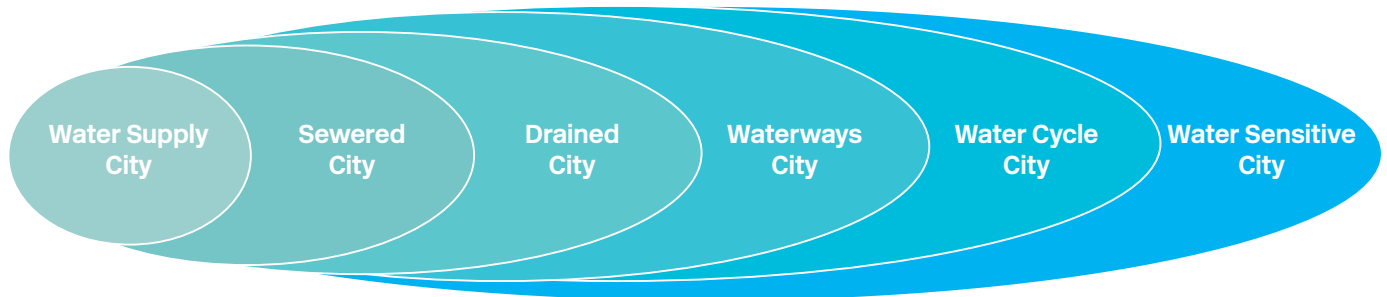 Water Supply
City
Sewered
City
Drained
City
Waterways
City
Water Cycle
City
Water Sensitive
City